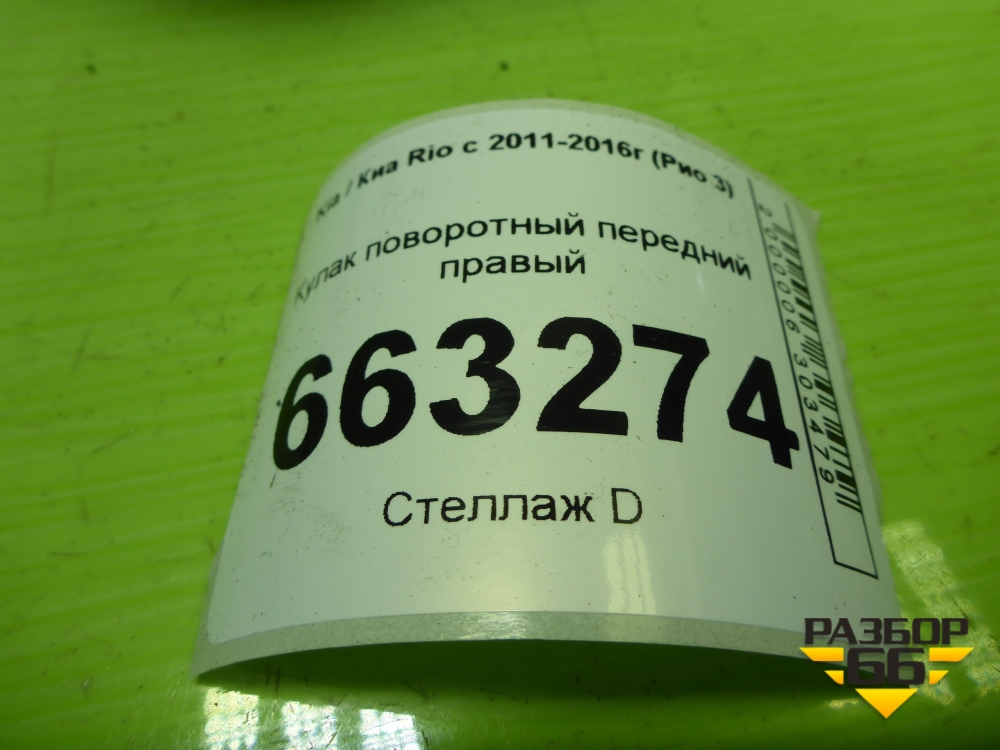 Kia / Киа Rio с 2011-2016г (Рио 3)
Кулак поворотный передний
правый
663274
Стеллаж D
2000006303479
РАЗБОР
66